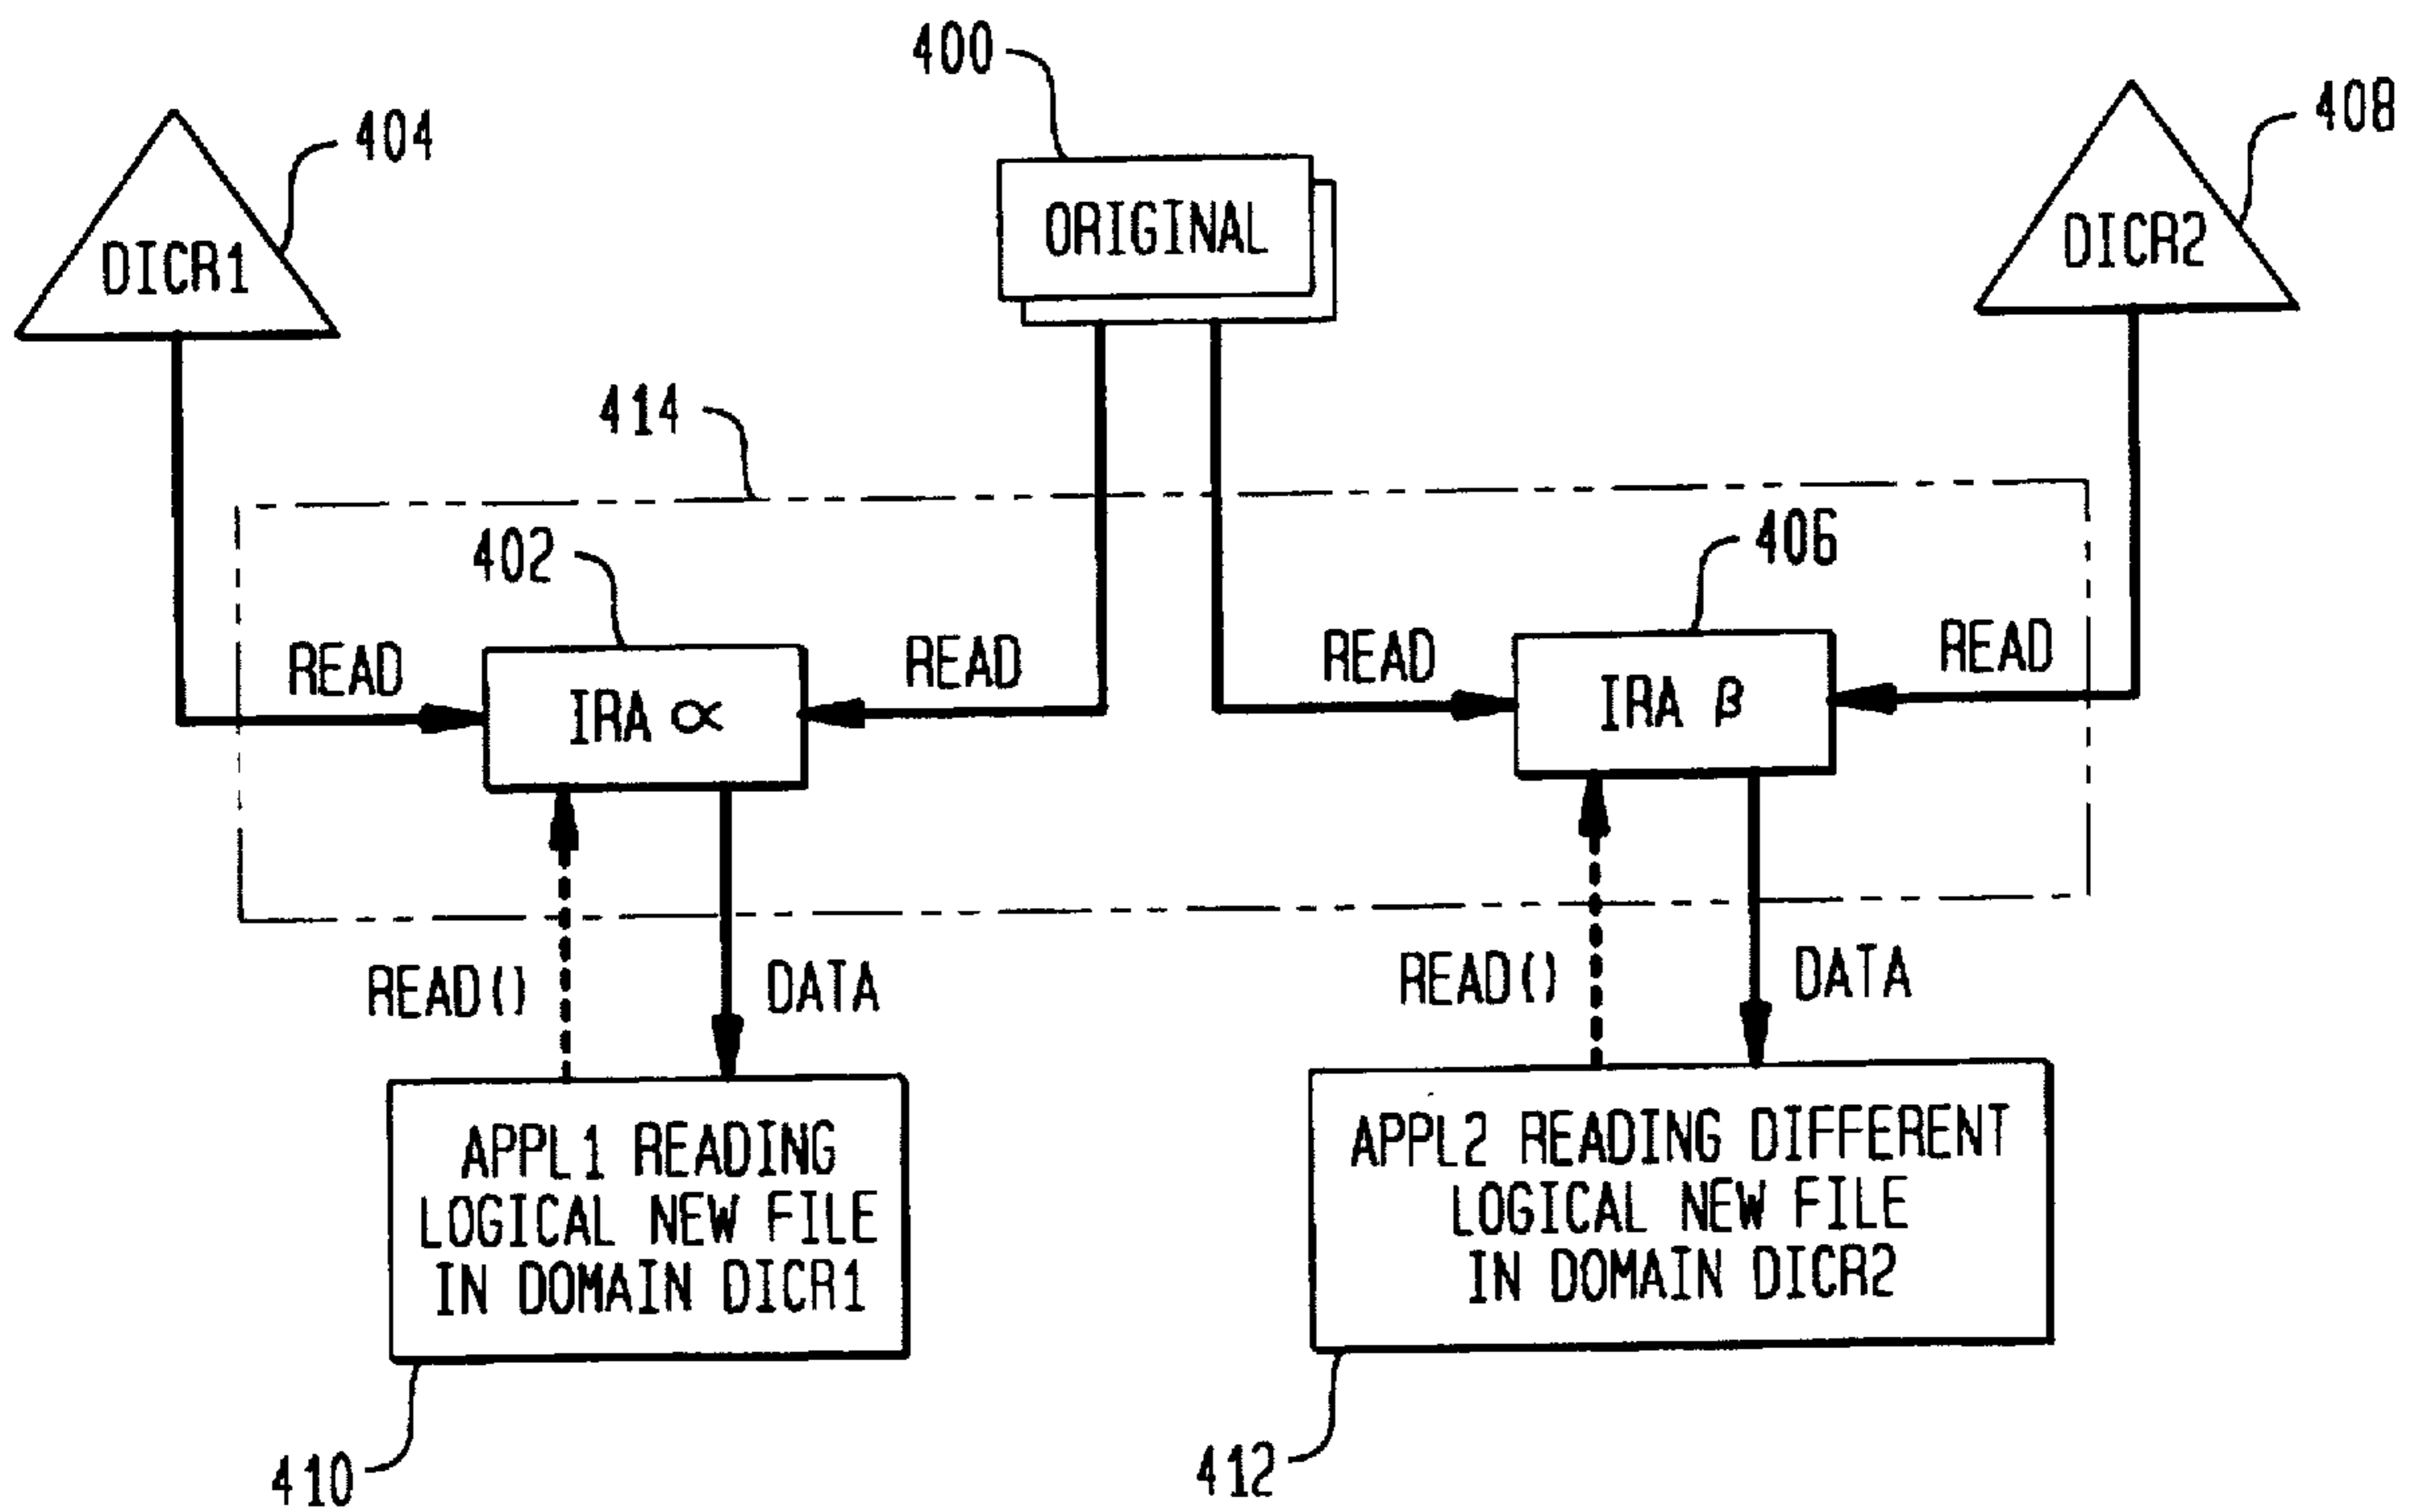 400
404
408
ORIGINAL
DICR1
DICR2
414
402
406
READ
READ
READ
READ
IRA α
IRA β
READ()
DATA
READ()
DATA
APPL1 READING
LOGICAL NEW FILE
IN DOMAIN DICR1
APPL2 READING DIFFERENT
LOGICAL NEW FILE
IN DOMAIN DICR2
410
412